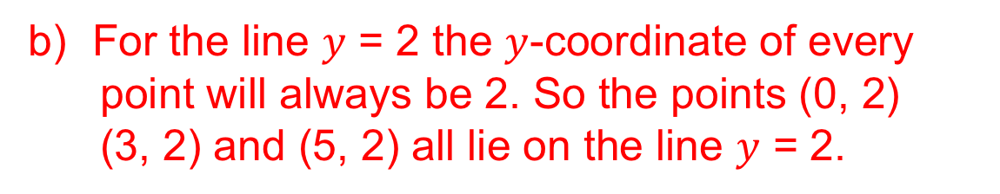 b) For the line y = 2 the y-coordinate of every
point will always be 2. So the points (0, 2)
(3, 2) and (5, 2) all lie on the line y = 2.